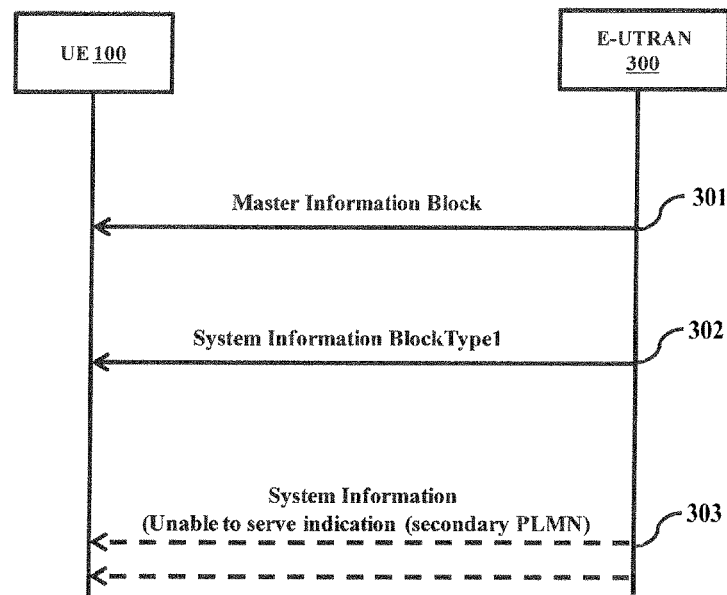 UE 100
E-UTRAN
300
Master Information Block
301
System Information BlockType1
302
System Information
(Unable to serve indication (secondary PLMN)
303